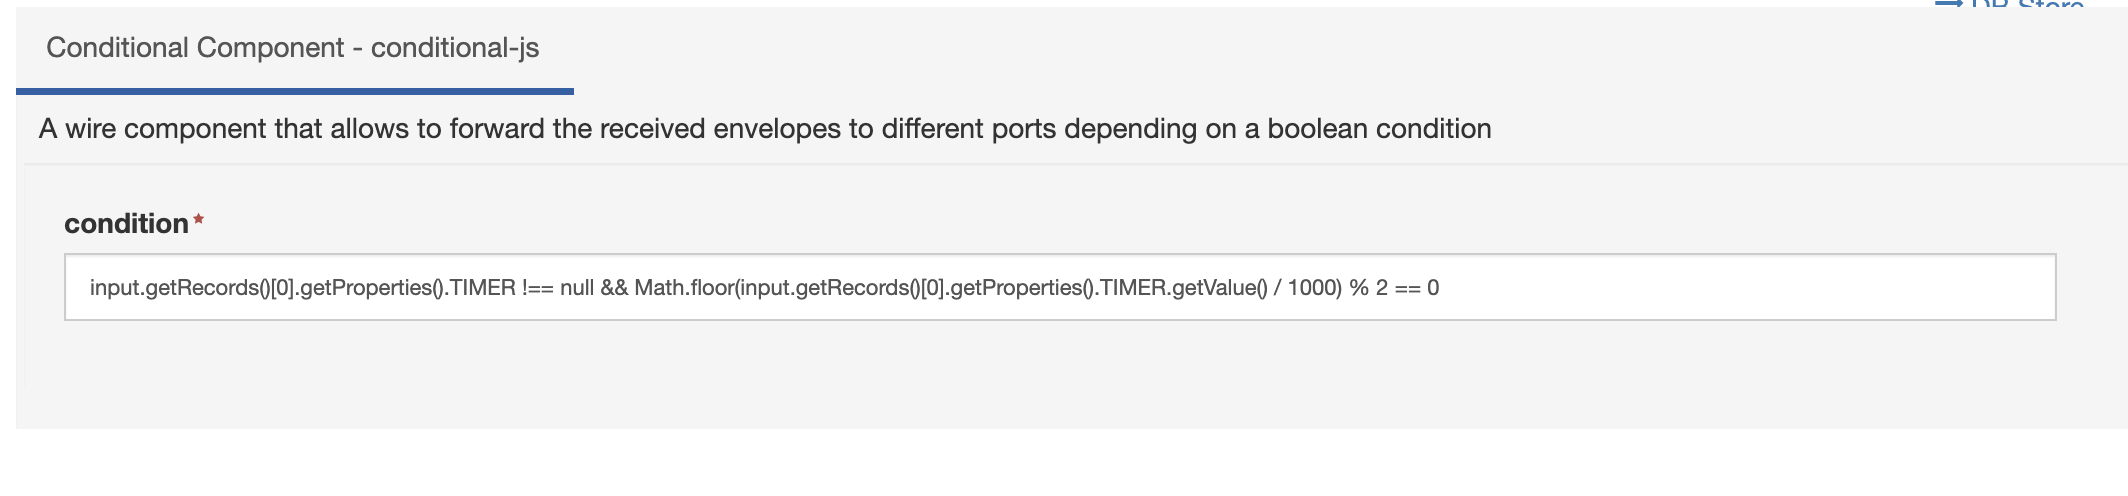 DB Store
Conditional Component - conditional-js
A wire component that allows to forward the received envelopes to different ports depending on a boolean condition
condition*
input.getRecords()[0].getProperties().TIMER !== null && Math.floor(input.getRecords()[0].getProperties().TIMER.getValue() / 1000) % 2 == 0